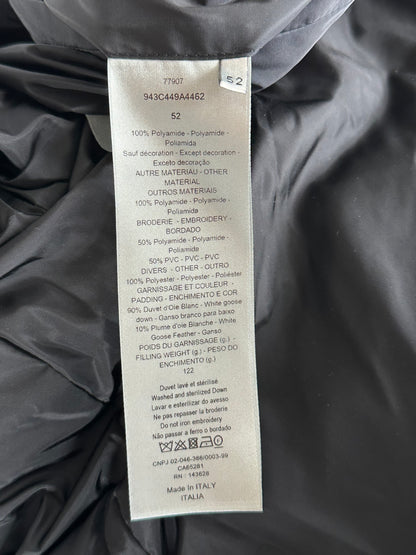 52
77907
943C449A4462
52
100% Polyamide - Polyamide -
Poliamida
Sauf décoration - Except decoration -
Exceto decoração
AUTRE MATERIAU - OTHER
MATERIAL
OUTROS MATERIAIS
100% Polyamide - Polyamide -
Poliamida
BRODERIE - EMBROIDERY -
BORDADO
50% Polyamide - Polyamide -
Poliamida
50% PVC - PVC - PVC
DIVERS - OTHER - OUTRO
100% Polyester - Polyester - Poliéster
GARNISSAGE ET COULEUR -
PADDING - ENCHIMENTO E COR
90% Duvet d'Oie Blanc - White goose
down - Ganso branco para baixo
10% Plume d'oie Blanche - White
Goose Feather - Ganso
POIDS DU GARNISSAGE (g.) -
FILLING WEIGHT (g.) - PESO DO
ENCHIMENTO (g.)
122
Duvet lavé et stérilisé
Washed and sterilized Down
Lavar e esterilizar do avesso
Ne pas repasser la broderie
Do not iron embroidery
Não passar a ferro o bordado
CNPJ 02-046-366/0003-99
CA65281
RN : 143628
Made In ITALY
ITALIA